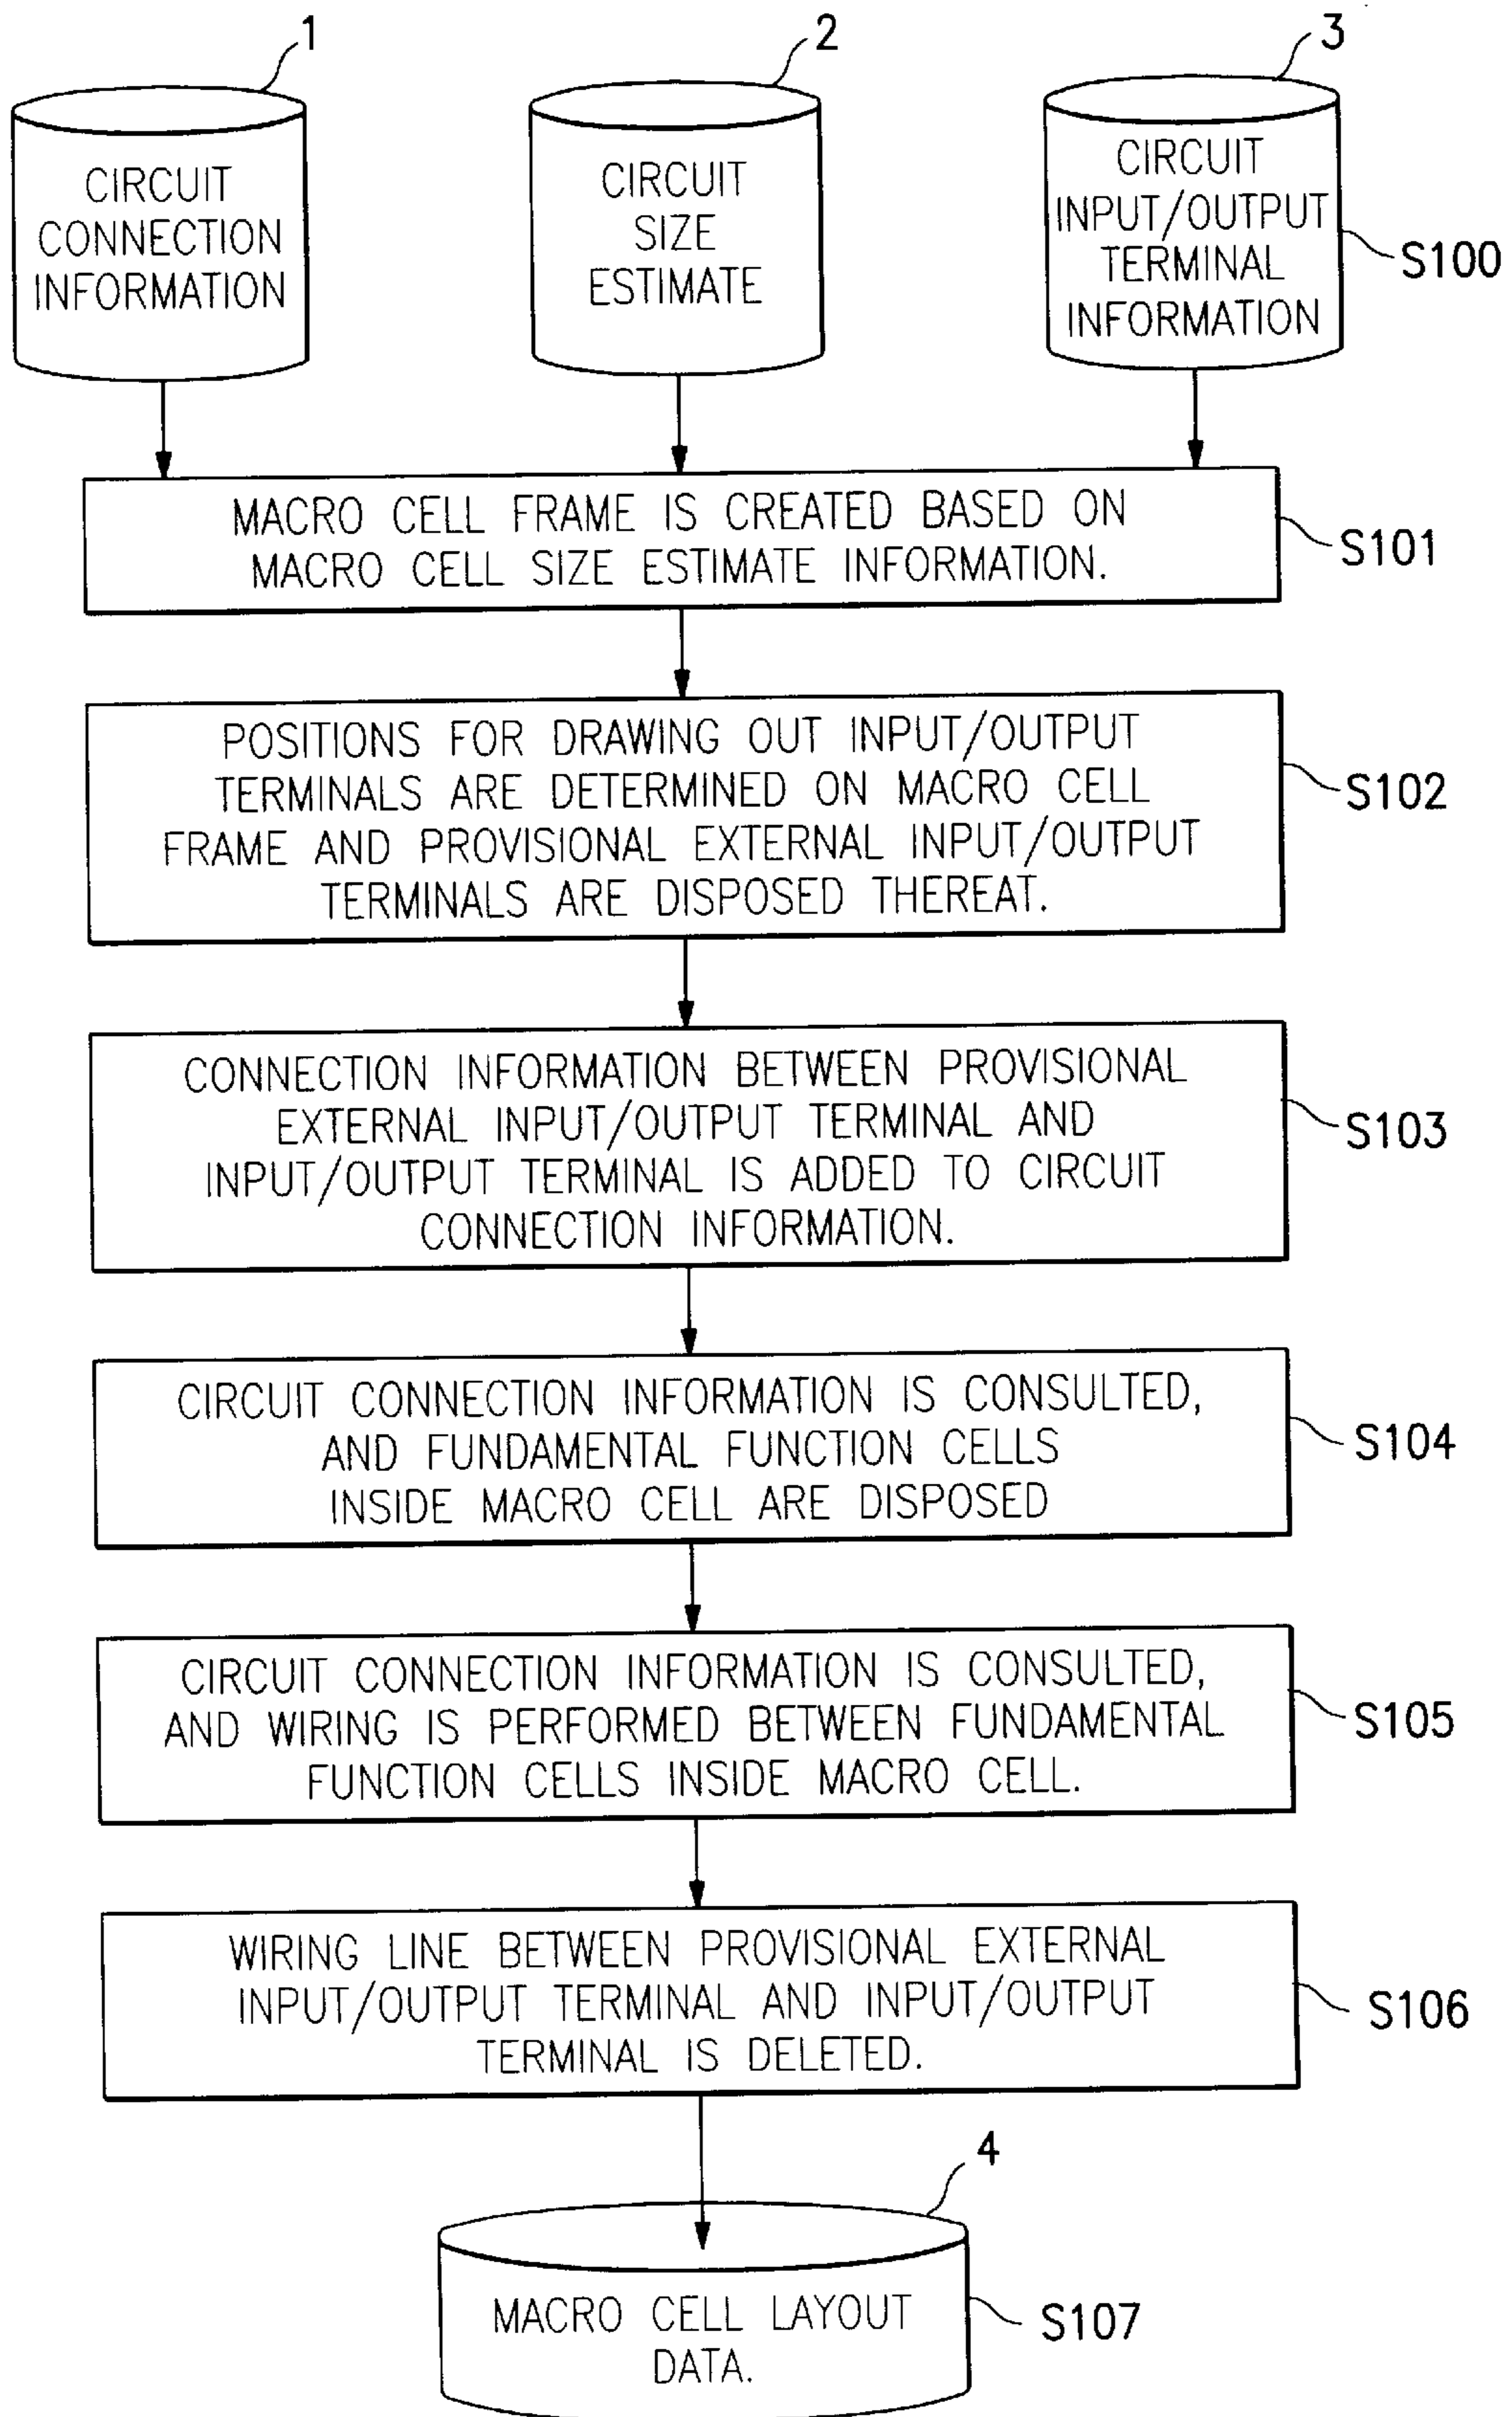 1
2
3
CIRCUIT
CONNECTION
INFORMATION
CIRCUIT
SIZE
ESTIMATE
CIRCUIT
INPUT/OUTPUT
TERMINAL
INFORMATION
S100
MACRO CELL FRAME IS CREATED BASED ON
MACRO CELL SIZE ESTIMATE INFORMATION.
S101
POSITIONS FOR DRAWING OUT INPUT/OUTPUT
TERMINALS ARE DETERMINED ON MACRO CELL
FRAME AND PROVISIONAL EXTERNAL INPUT/OUTPUT
TERMINALS ARE DISPOSED THEREAT.
S102
CONNECTION INFORMATION BETWEEN PROVISIONAL
EXTERNAL INPUT/OUTPUT TERMINAL AND
INPUT/OUTPUT TERMINAL IS ADDED TO CIRCUIT
CONNECTION INFORMATION.
S103
CIRCUIT CONNECTION INFORMATION IS CONSULTED,
AND FUNDAMENTAL FUNCTION CELLS
INSIDE MACRO CELL ARE DISPOSED
S104
CIRCUIT CONNECTION INFORMATION IS CONSULTED,
AND WIRING IS PERFORMED BETWEEN FUNDAMENTAL
FUNCTION CELLS INSIDE MACRO CELL.
S105
WIRING LINE BETWEEN PROVISIONAL EXTERNAL
INPUT/OUTPUT TERMINAL AND INPUT/OUTPUT
TERMINAL IS DELETED.
S106
4
MACRO CELL LAYOUT
DATA.
S107